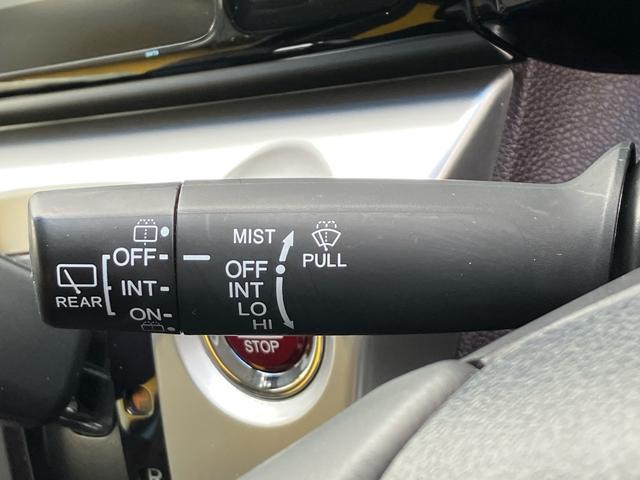 OFF
REAR
INT
ON
MIST
OFF
INT
LO
HI
PULL
STOP
R